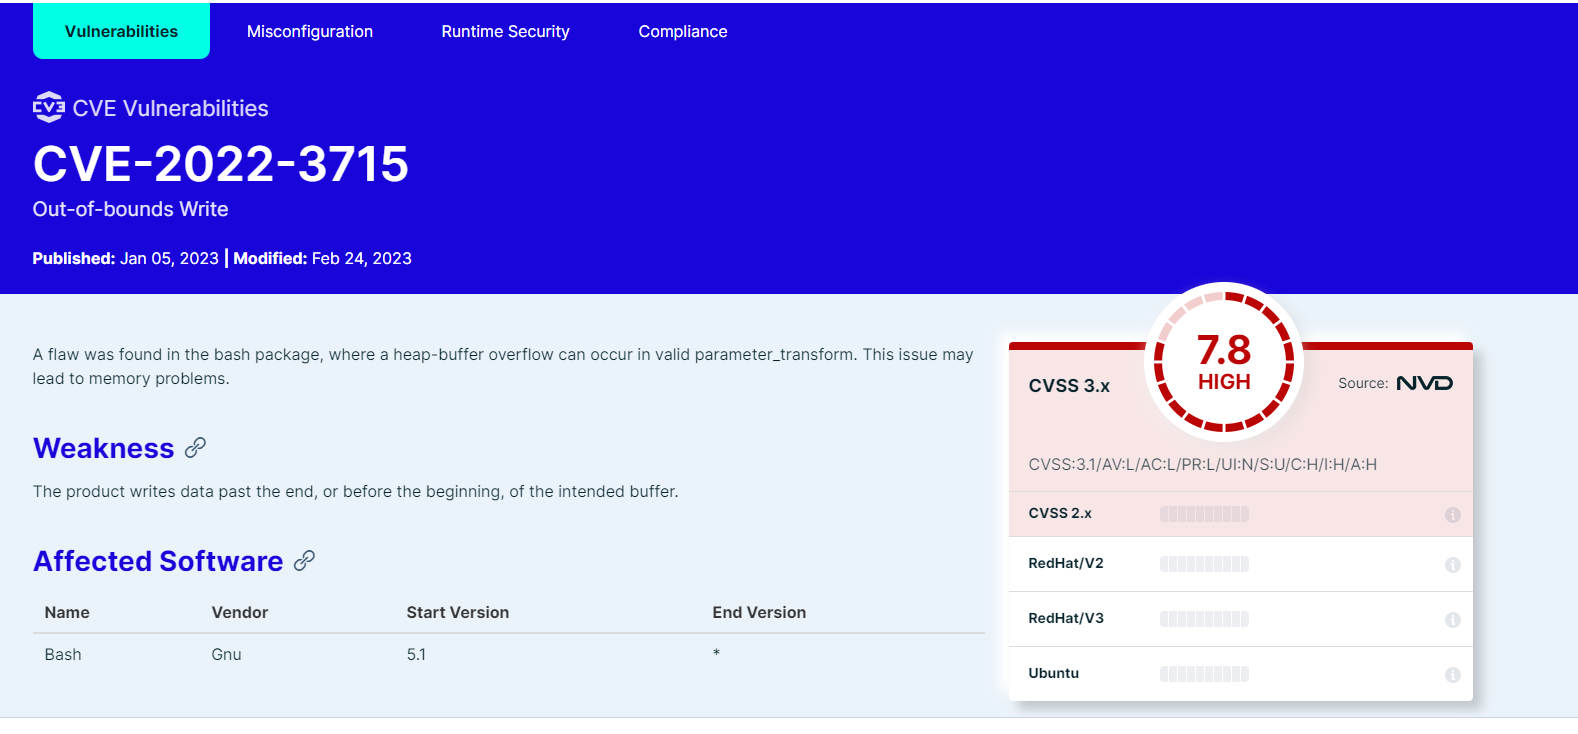 Vulnerabilities Misconfiguration Runtime Security Compliance
CVE CVE Vulnerabilities
CVE-2022-3715
Out-of-bounds Write
Published: Jan 05, 2023 | Modified: Feb 24, 2023
A flaw was found in the bash package, where a heap-buffer overflow can occur in valid parameter_transform. This issue may
lead to memory problems.
Weakness
The product writes data past the end, or before the beginning, of the intended buffer.
Affected Software
Name Vendor Start Version End Version
Bash Gnu 5.1 *
CVSS 3.x
7.8
HIGH
Source: NVD
CVSS:3.1/AV:L/AC:L/PR:L/UI:N/S:U/C:H/I:H/A:H
CVSS 2.x
RedHat/V2
RedHat/V3
Ubuntu